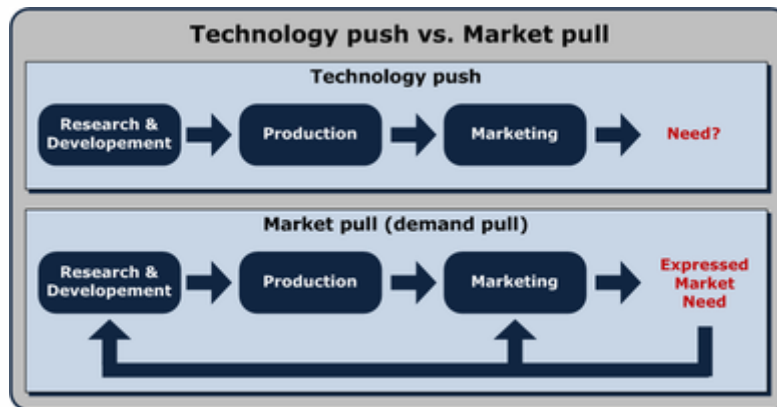 Technology push vs. Market pull
Technology push
Research &
Developement
Production
Marketing
Need?
Market pull (demand pull)
Research &
Developement
Production
Marketing
Expressed
Market
Need